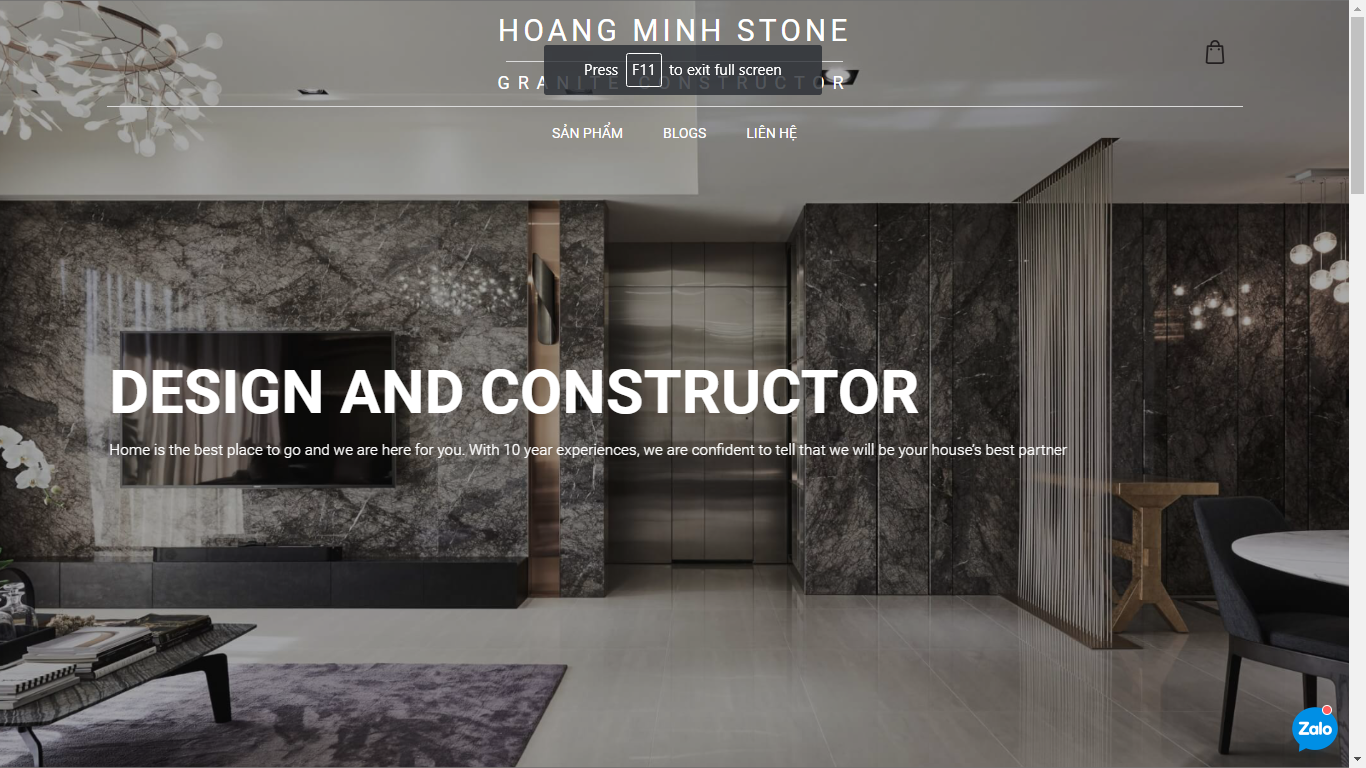 HOANG MINH STONE
Press F11 to exit full screen
GRANITE CONSTRUCTOR
SẢN PHẨM
BLOGS
LIÊN HỆ
DESIGN AND CONSTRUCTOR
Home is the best place to go and we are here for you. With 10 year experiences, we are confident to tell that we will be your house's best partner
Zalo